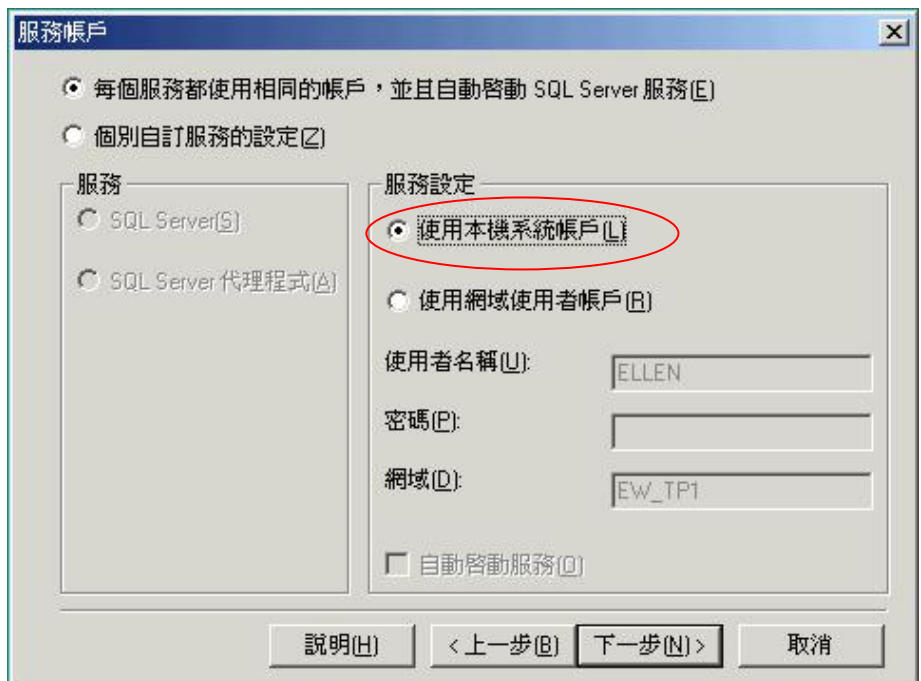 服務帳戶
每個服務都使用相同的帳戶，並且自動啓動 SQL Server 服務(E)
個別自訂服務的設定(Z)
服務
SQL Server(S)
SQL Server 代理程式(A)
服務設定
使用本機系統帳戶(L)
使用網域使用者帳戶(R)
使用者名稱(U):
ELLEN
密碼(P):
網域(D):
EW_TP1
自動啓動服務(O)
說明(H)
<上一步(B)
下一步(N)>
取消